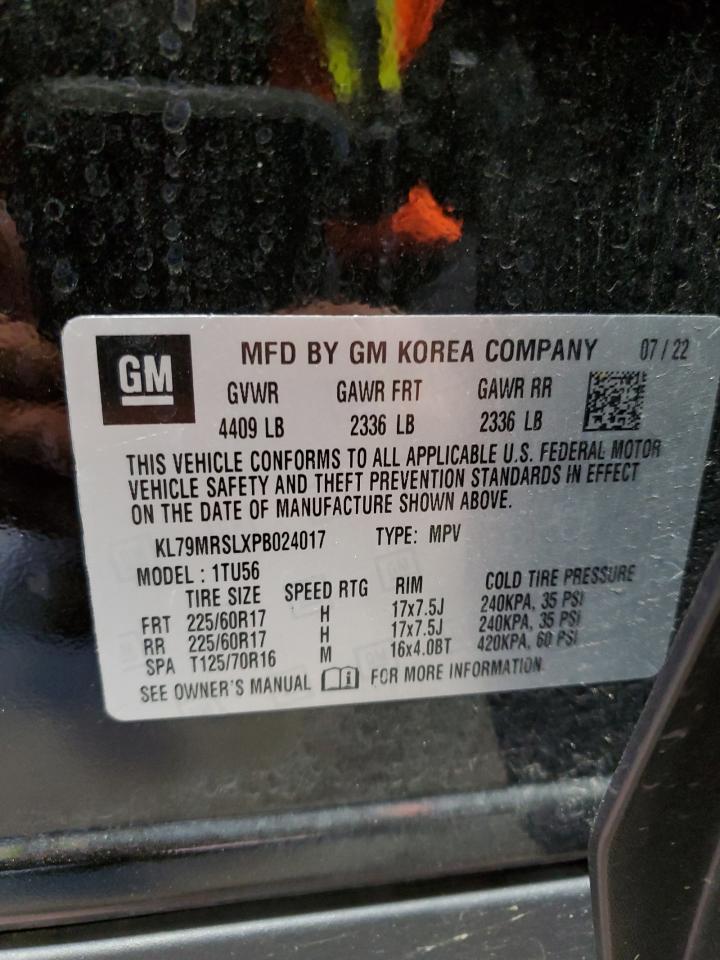 GM MFD BY GM KOREA COMPANY 07/22
GVWR GAWR FRT GAWR RR
4409 LB 2336 LB 2336 LB
THIS VEHICLE CONFORMS TO ALL APPLICABLE U.S. FEDERAL MOTOR
VEHICLE SAFETY AND THEFT PREVENTION STANDARDS IN EFFECT
ON THE DATE OF MANUFACTURE SHOWN ABOVE.
KL79MRSLXPB024017 TYPE: MPV
MODEL : 1TU56
TIRE SIZE SPEED RTG RIM COLD TIRE PRESSURE
FRT 225/60R17 H 17x7.5J 240KPA, 35 PSI
RR 225/60R17 H 17x7.5J 240KPA, 35 PSI
SPA T125/70R16 M 16x4.0BT 420KPA, 60 PSI
SEE OWNER'S MANUAL FOR MORE INFORMATION